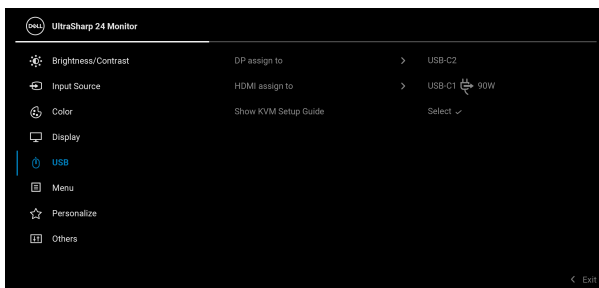 DELL UltraSharp 24 Monitor
Brightness/Contrast DP assign to > USB-C2
Input Source HDMI assign to > USB-C1 90W
Color Show KVM Setup Guide Select ✓
Display
USB
Menu
Personalize
Others
< Exit